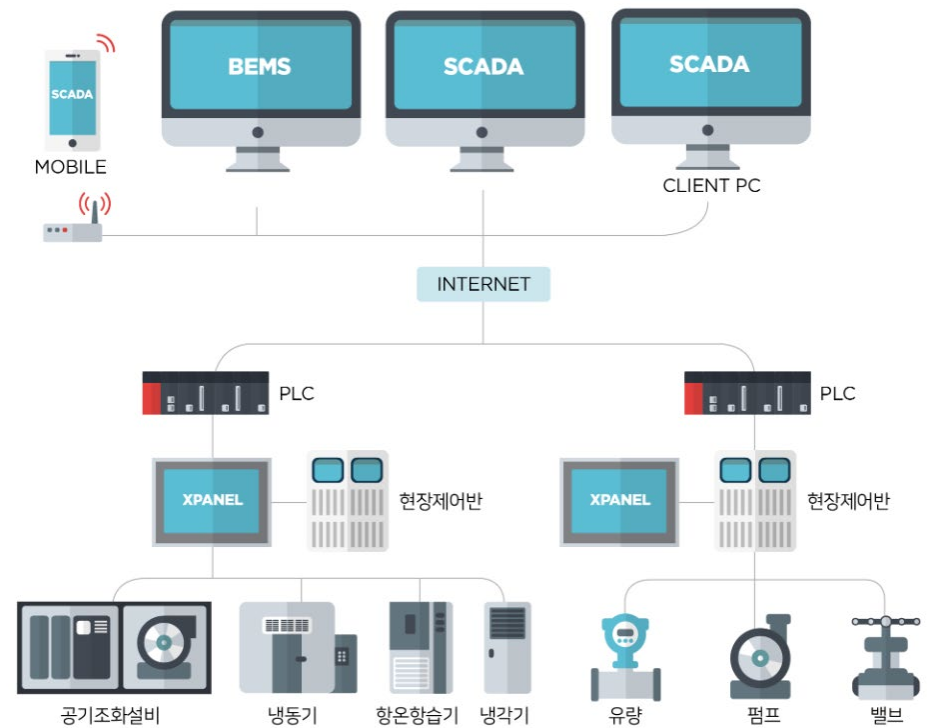 BEMS
SCADA
SCADA
SCADA
MOBILE
CLIENT PC
INTERNET
PLC
PLC
XPANEL
현장제어반
XPANEL
현장제어반
공기조화설비
냉동기
항온항습기
냉각기
유량
펌프
밸브